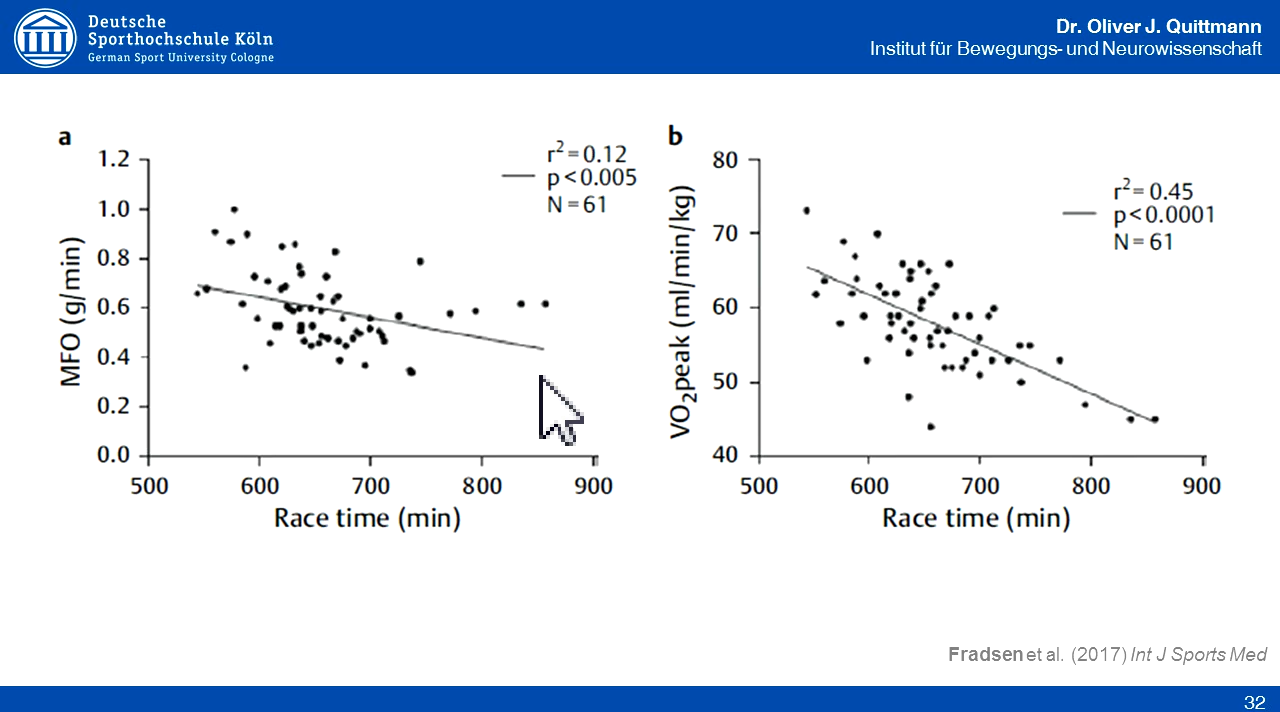 Deutsche
Sporthochschule Köln
German Sport University Cologne
Dr. Oliver J. Quittmann
Institut für Bewegungs- und Neurowissenschaft
a
r² = 0.12
p < 0.005
N = 61
MFO (g/min)
1.2
1.0
0.8
0.6
0.4
0.2
0.0
500 600 700 800 900
Race time (min)
b
r² = 0.45
p < 0.0001
N = 61
VO₂peak (ml/min/kg)
80
70
60
50
40
500 600 700 800 900
Race time (min)
Fradsen et al. (2017) Int J Sports Med
32